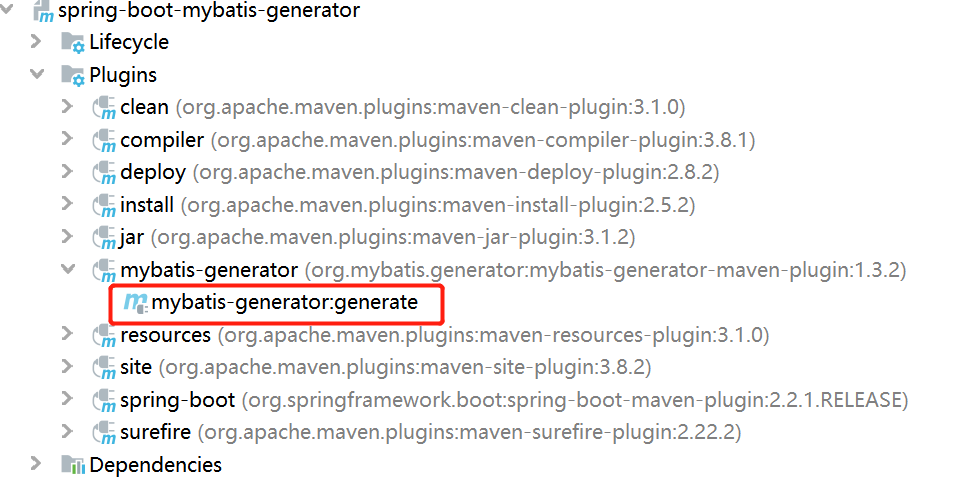 spring-boot-mybatis-generator
Lifecycle
Plugins
clean (org.apache.maven.plugins:maven-clean-plugin:3.1.0)
compiler (org.apache.maven.plugins:maven-compiler-plugin:3.8.1)
deploy (org.apache.maven.plugins:maven-deploy-plugin:2.8.2)
install (org.apache.maven.plugins:maven-install-plugin:2.5.2)
jar (org.apache.maven.plugins:maven-jar-plugin:3.1.2)
mybatis-generator (org.mybatis.generator:mybatis-generator-maven-plugin:1.3.2)
mybatis-generator:generate
resources (org.apache.maven.plugins:maven-resources-plugin:3.1.0)
site (org.apache.maven.plugins:maven-site-plugin:3.8.2)
spring-boot (org.springframework.boot:spring-boot-maven-plugin:2.2.1.RELEASE)
surefire (org.apache.maven.plugins:maven-surefire-plugin:2.22.2)
Dependencies